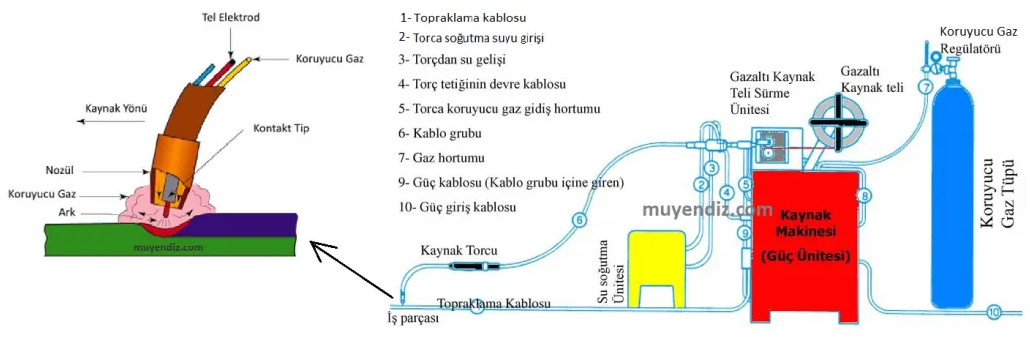 Tel Elektrod
Koruyucu Gaz
Kaynak Yönü
Kontakt Tip
Nozül
Koruyucu Gaz
Ark
muyendiz.com
1- Topraklama kablosu
2- Torca soğutma suyu girişi
3- Torçdan su gelişi
4- Torç tetiğinin devre kablosu
5- Torca koruyucu gaz gidiş hortumu
6- Kablo grubu
7- Gaz hortumu
9- Güç kablosu (Kablo grubu içine giren)
10- Güç giriş kablosu
Kaynak Torcu
Topraklama Kablosu
İş parçası
Su soğutma
Ünitesi
Gazaltı Kaynak
Teli Sürme
Ünitesi
Gazaltı
Kaynak teli
Koruyucu Gaz
Regülatörü
muyendiz.com
Kaynak
Makinesi
(Güç Ünitesi)
Koruyucu
Gaz Tüpü
1
2
3
4
5
6
7
8
9
10